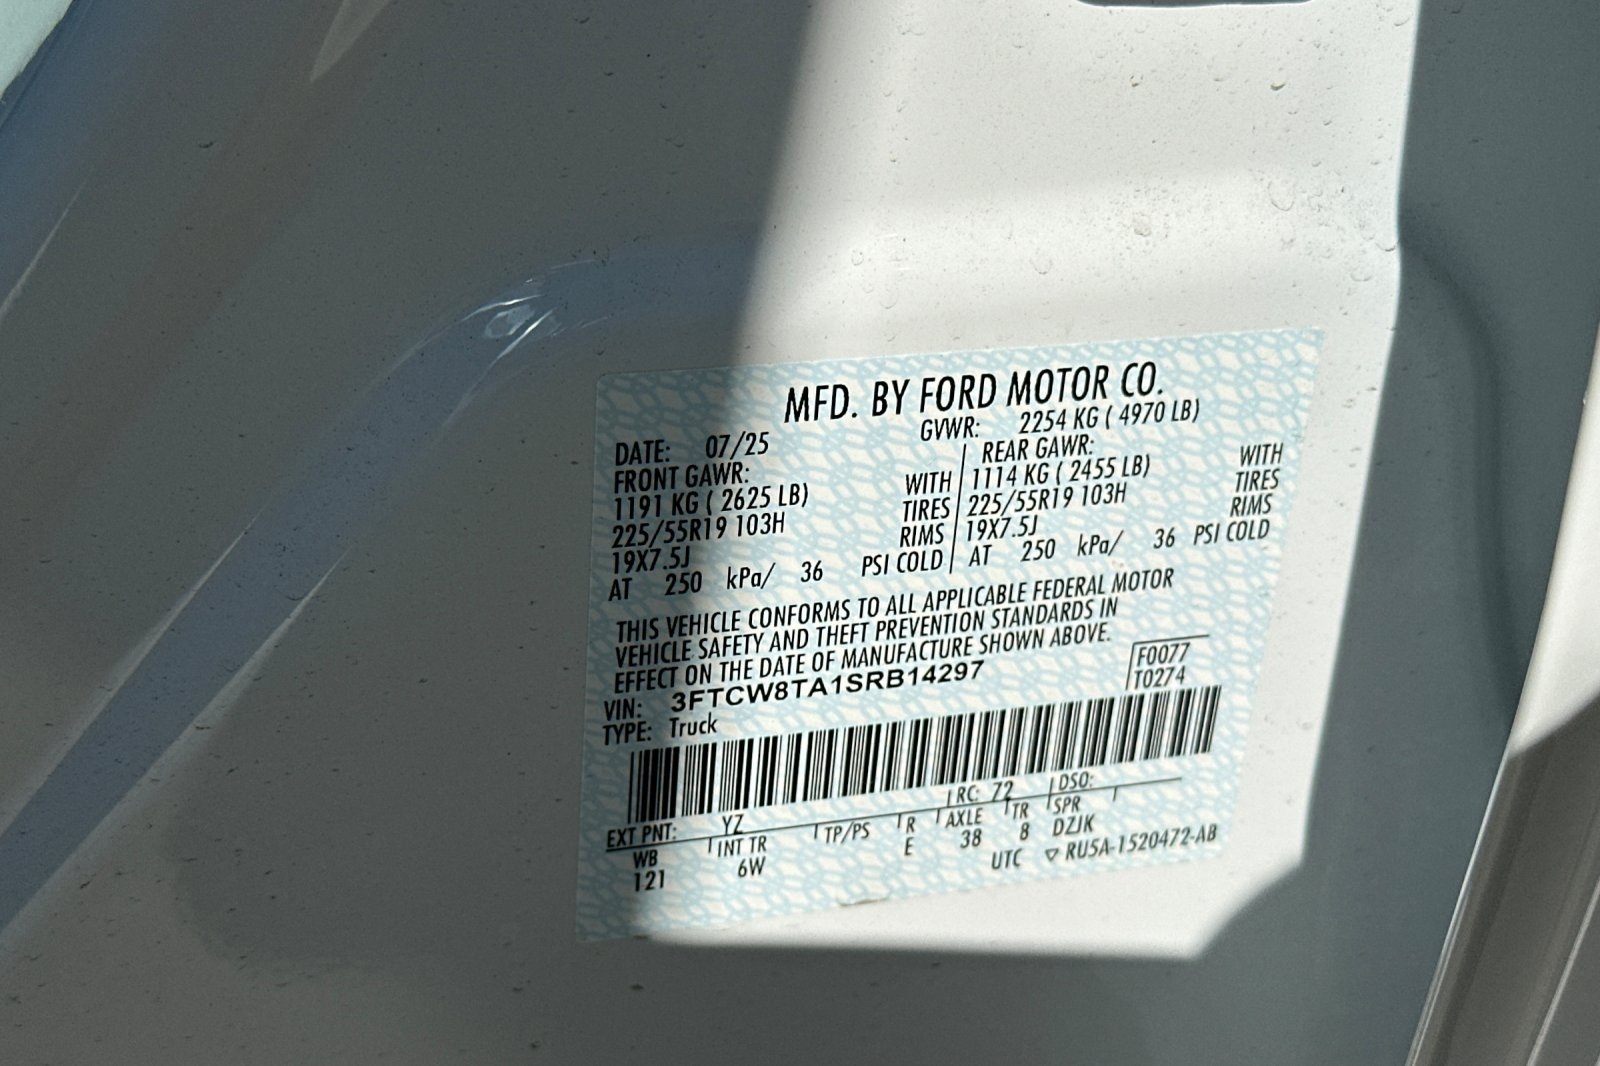 MFD. BY FORD MOTOR CO.
DATE: 07/25 GVWR: 2254 KG ( 4970 LB)
FRONT GAWR: REAR GAWR:
1191 KG ( 2625 LB) WITH 1114 KG ( 2455 LB) WITH
225/55R19 103H TIRES 225/55R19 103H TIRES
19X7.5J RIMS 19X7.5J RIMS
AT 250 kPa/ 36 PSI COLD AT 250 kPa/ 36 PSI COLD
THIS VEHICLE CONFORMS TO ALL APPLICABLE FEDERAL MOTOR
VEHICLE SAFETY AND THEFT PREVENTION STANDARDS IN
EFFECT ON THE DATE OF MANUFACTURE SHOWN ABOVE.
VIN: 3FTCW8TA1SRB14297 F0077
TYPE: Truck T0274
EXT PNT: YZ RC: 72 DSO:
WB INT TR TP/PS R AXLE TR SPR
121 6W E 38 8 DZJK
UTC ▽ RU5A-1520472-AB